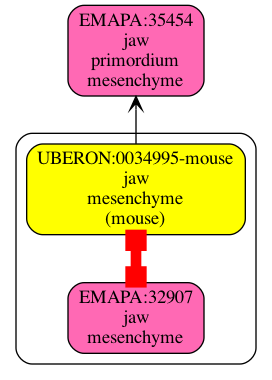 EMAPA:35454
jaw
primordium
mesenchyme
UBERON:0034995-mouse
jaw
mesenchyme
(mouse)
EMAPA:32907
jaw
mesenchyme